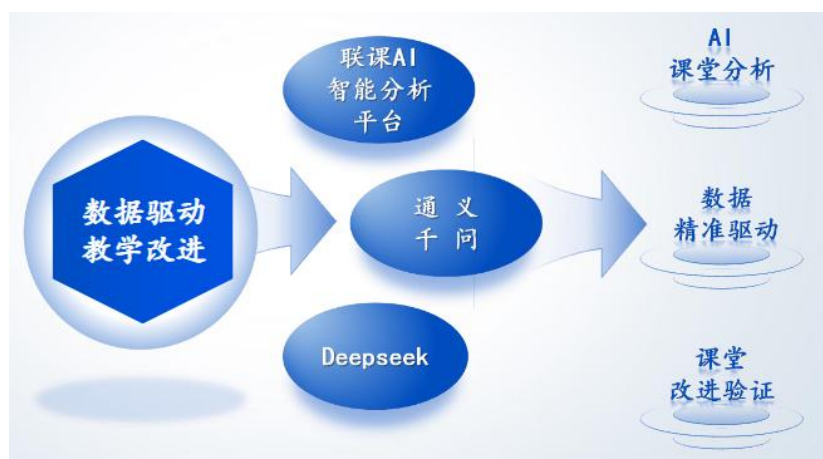 数据驱动
教学改进
联课AI
智能分析
平台
通 义
千 问
Deepseek
AI
课堂分析
数据
精准驱动
课堂
改进验证